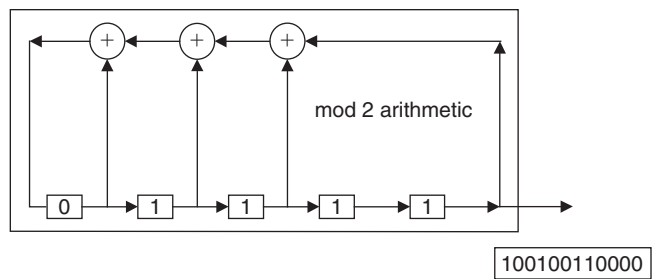 + + +
mod 2 arithmetic
0 1 1 1 1
100100110000